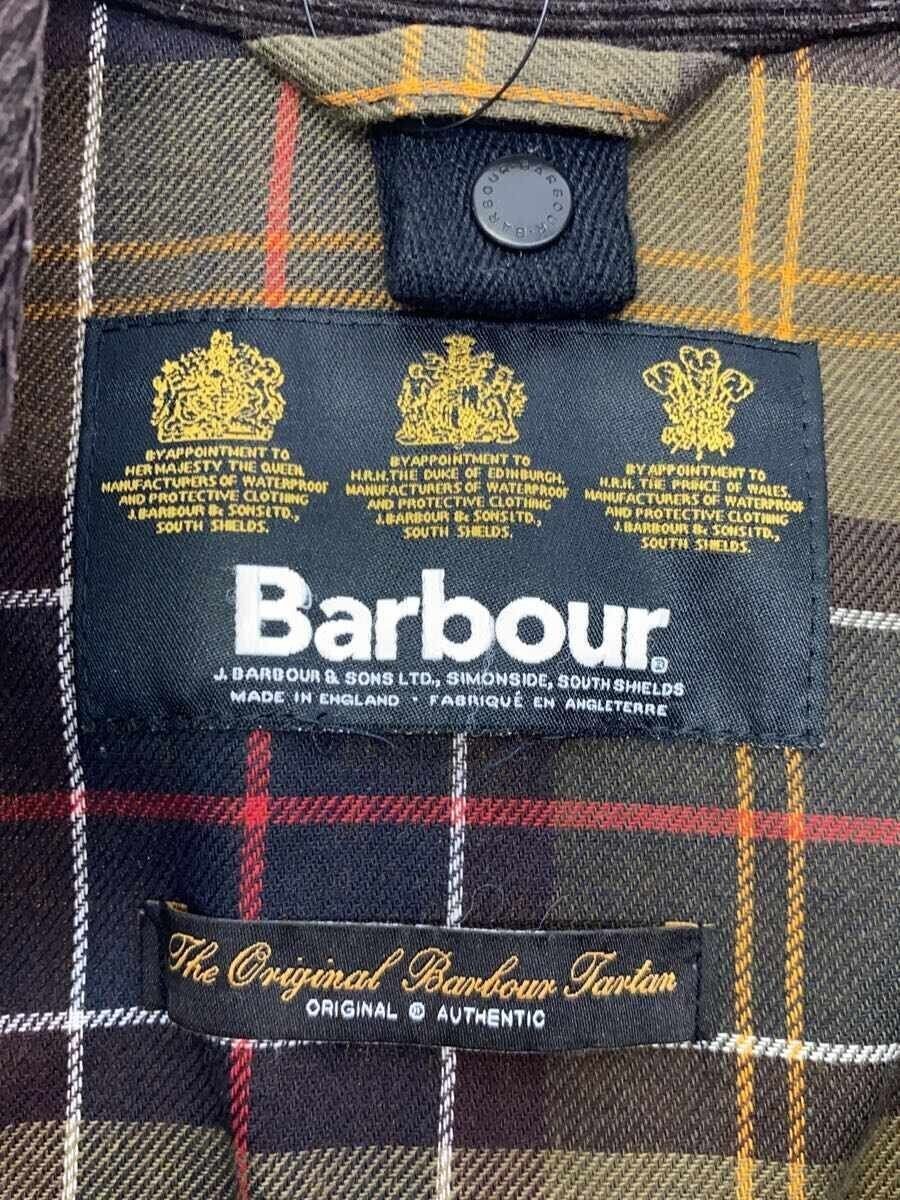 BARBOUR · BARBOUR ·
BY APPOINTMENT TO
HER MAJESTY THE QUEEN
MANUFACTURERS OF WATERPROOF
AND PROTECTIVE CLOTHING
J.BARBOUR & SONS LTD.,
SOUTH SHIELDS.
BY APPOINTMENT TO
H.R.H. THE DUKE OF EDINBURGH.
MANUFACTURERS OF WATERPROOF
AND PROTECTIVE CLOTHING
J.BARBOUR & SONS LTD.,
SOUTH SHIELDS.
BY APPOINTMENT TO
H.R.H. THE PRINCE OF WALES.
MANUFACTURERS OF WATERPROOF
AND PROTECTIVE CLOTHING
J.BARBOUR & SONS LTD.,
SOUTH SHIELDS.
Barbour®
J. BARBOUR & SONS LTD., SIMONSIDE, SOUTH SHIELDS
MADE IN ENGLAND · FABRIQUÉ EN ANGLETERRE
The Original Barbour Tartan
ORIGINAL ® AUTHENTIC